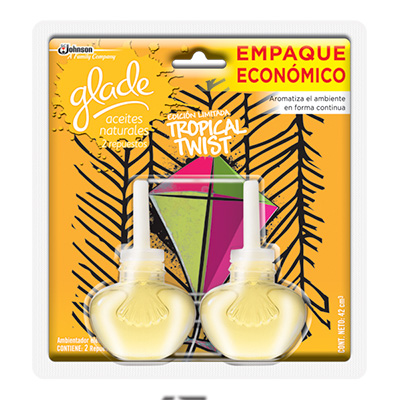 SC Johnson
A Family Company
glade
aceites
naturales
2 repuestos
EDICIÓN LIMITADA
TROPICAL
TWIST
EMPAQUE
ECONÓMICO
Aromatiza el ambiente
en forma continua
Ambientador
CONTIENE: 2
CONT. NETO: 42 cm³